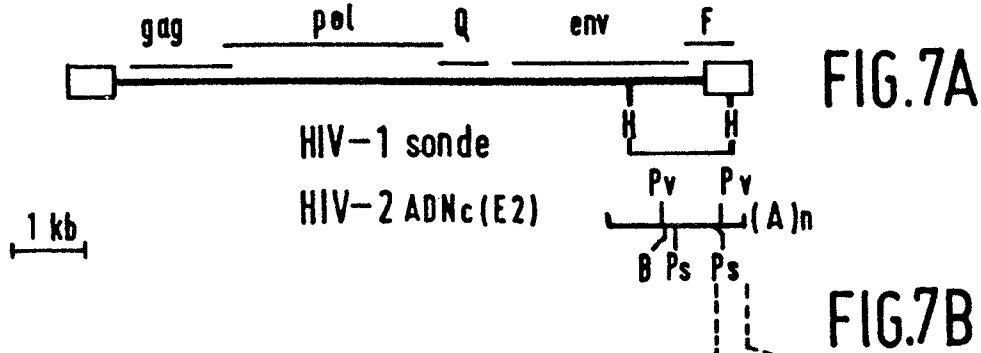 gag pol Q env F
FIG.7A
H H
HIV-1 sonde
Pv Pv
HIV-2 ADNc(E2) (A)n
1 kb
B Ps Ps
FIG.7B